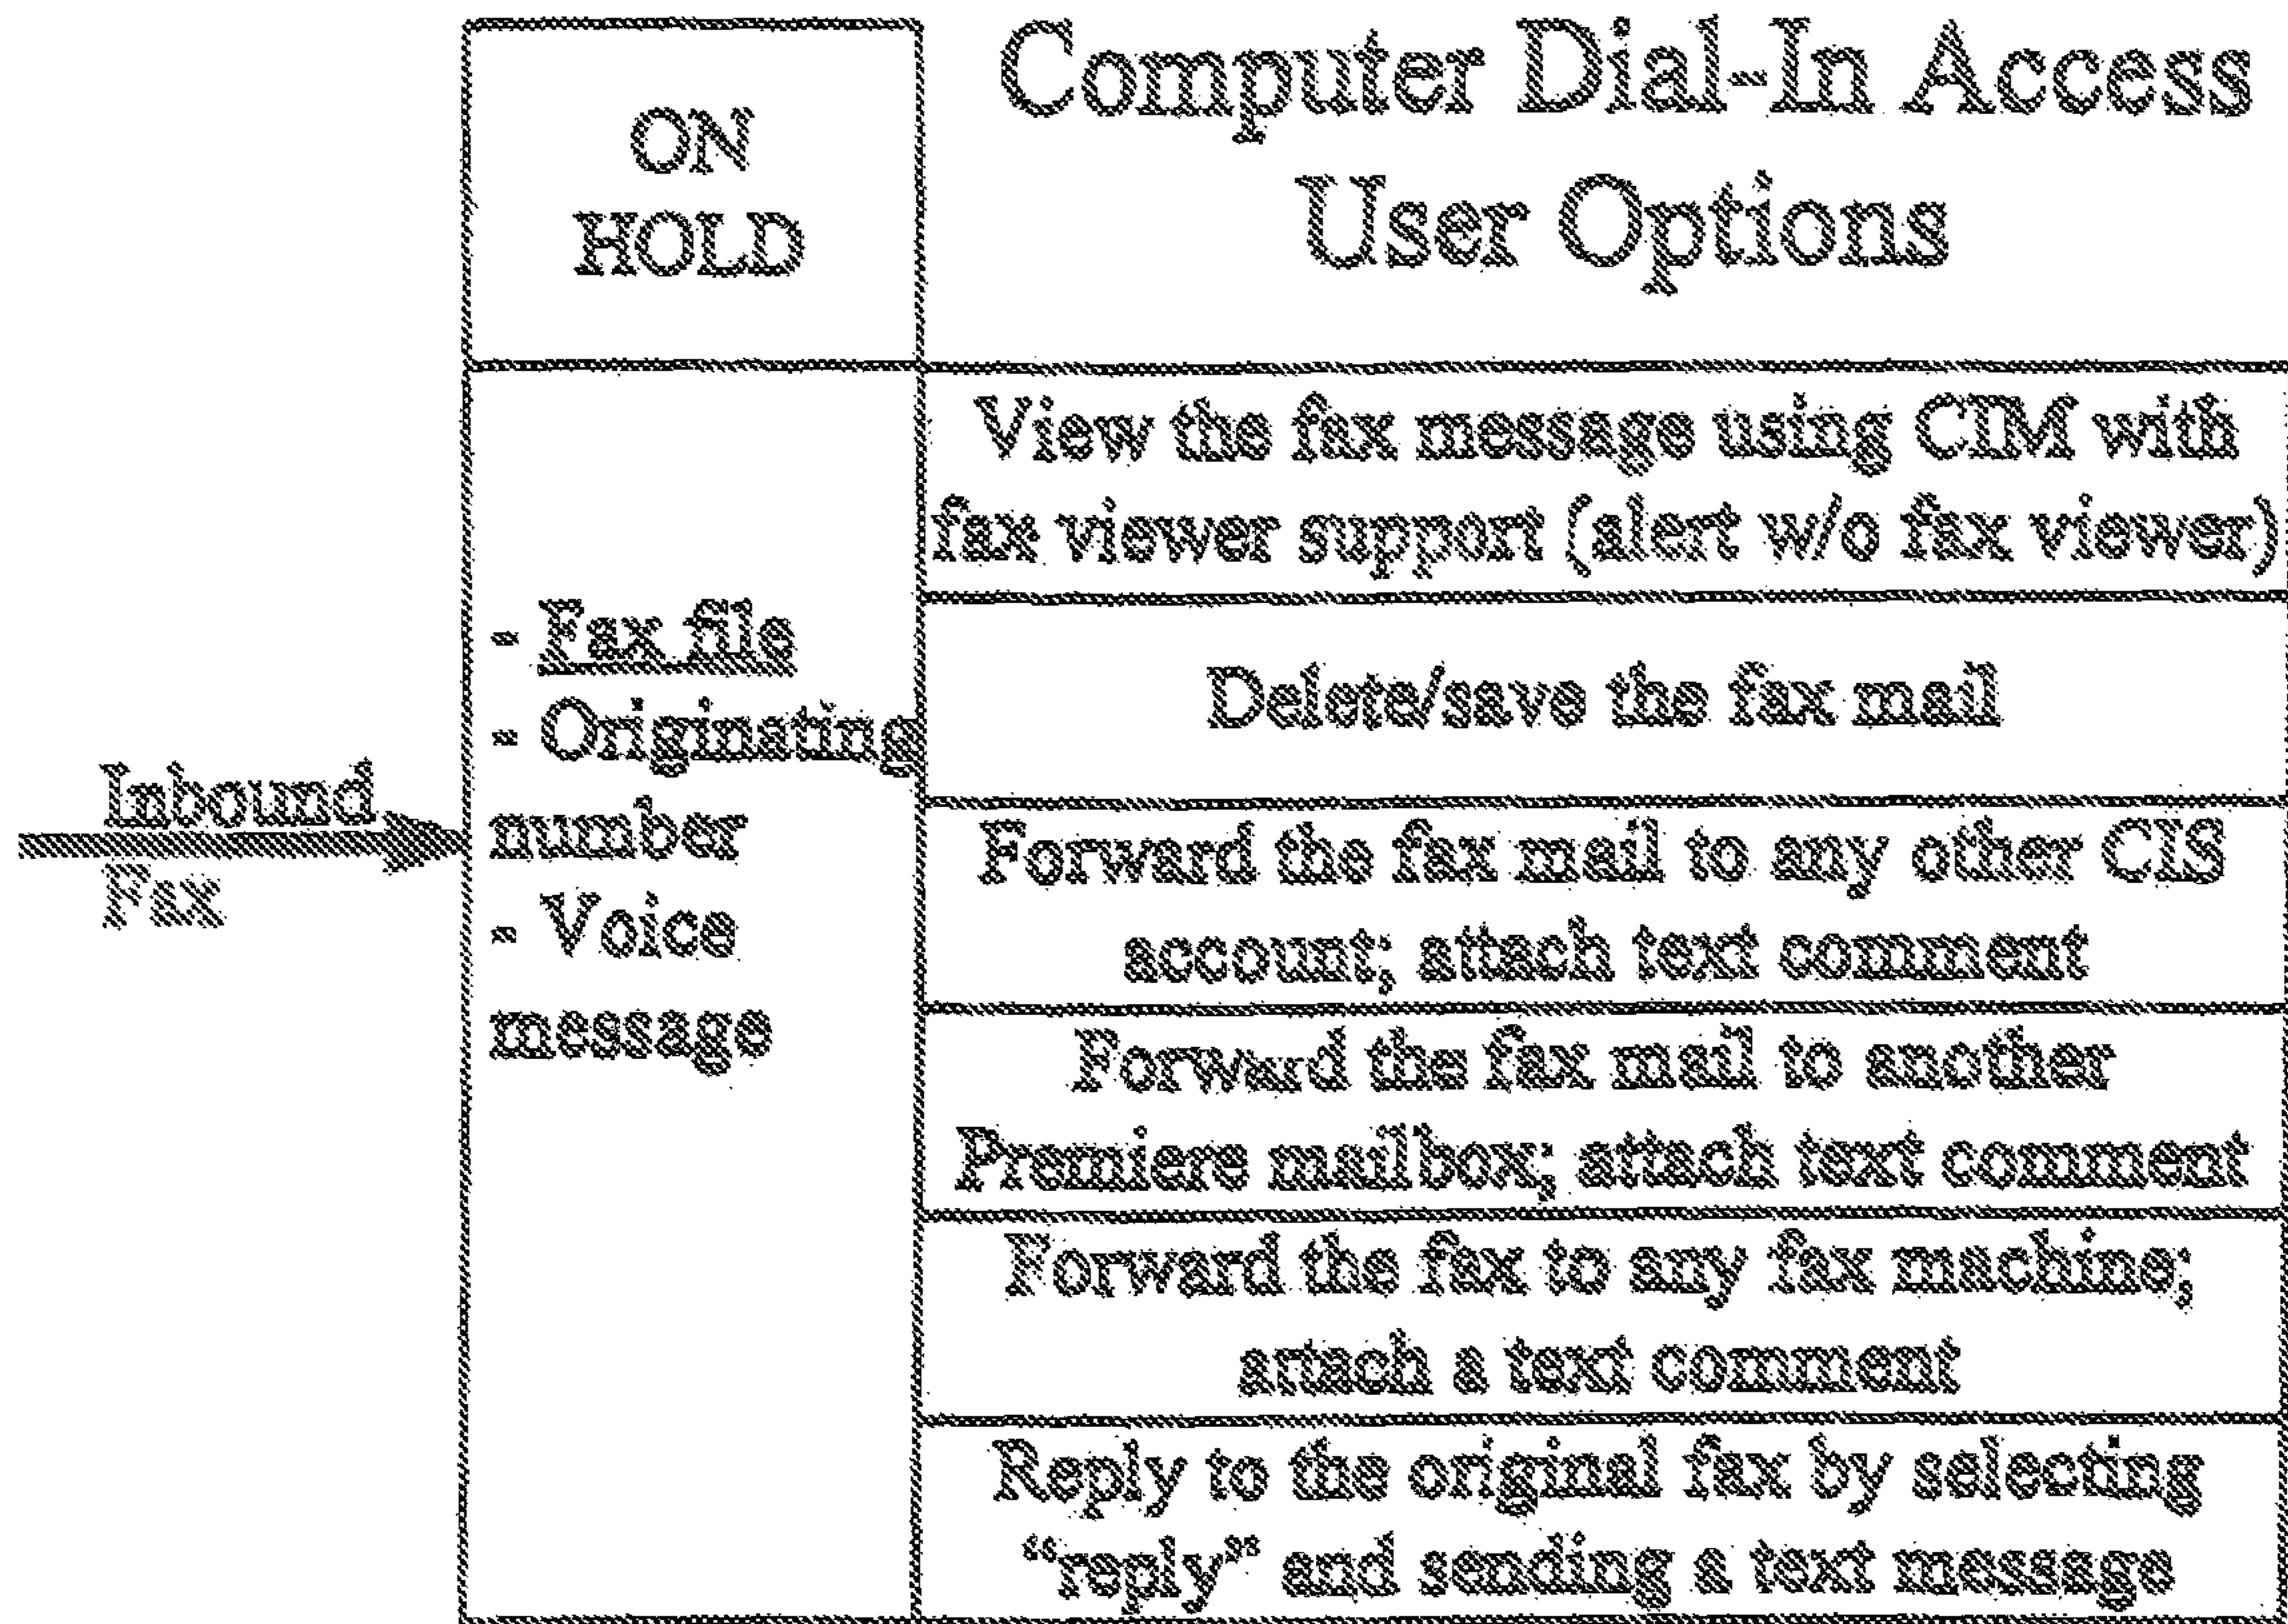 ON
HOLD
Computer Dial-In Access
User Options
Inbound
Fax
- Fax file
- Originating
number
- Voice
message
View the fax message using CIM with
fax viewer support (alert w/o fax viewer)
Delete/save the fax mail
Forward the fax mail to any other CIS
account; attach text comment
Forward the fax mail to another
Premiere mailbox; attach text comment
Forward the fax to any fax machine;
attach a text comment
Reply to the original fax by selecting
“reply” and sending a text message